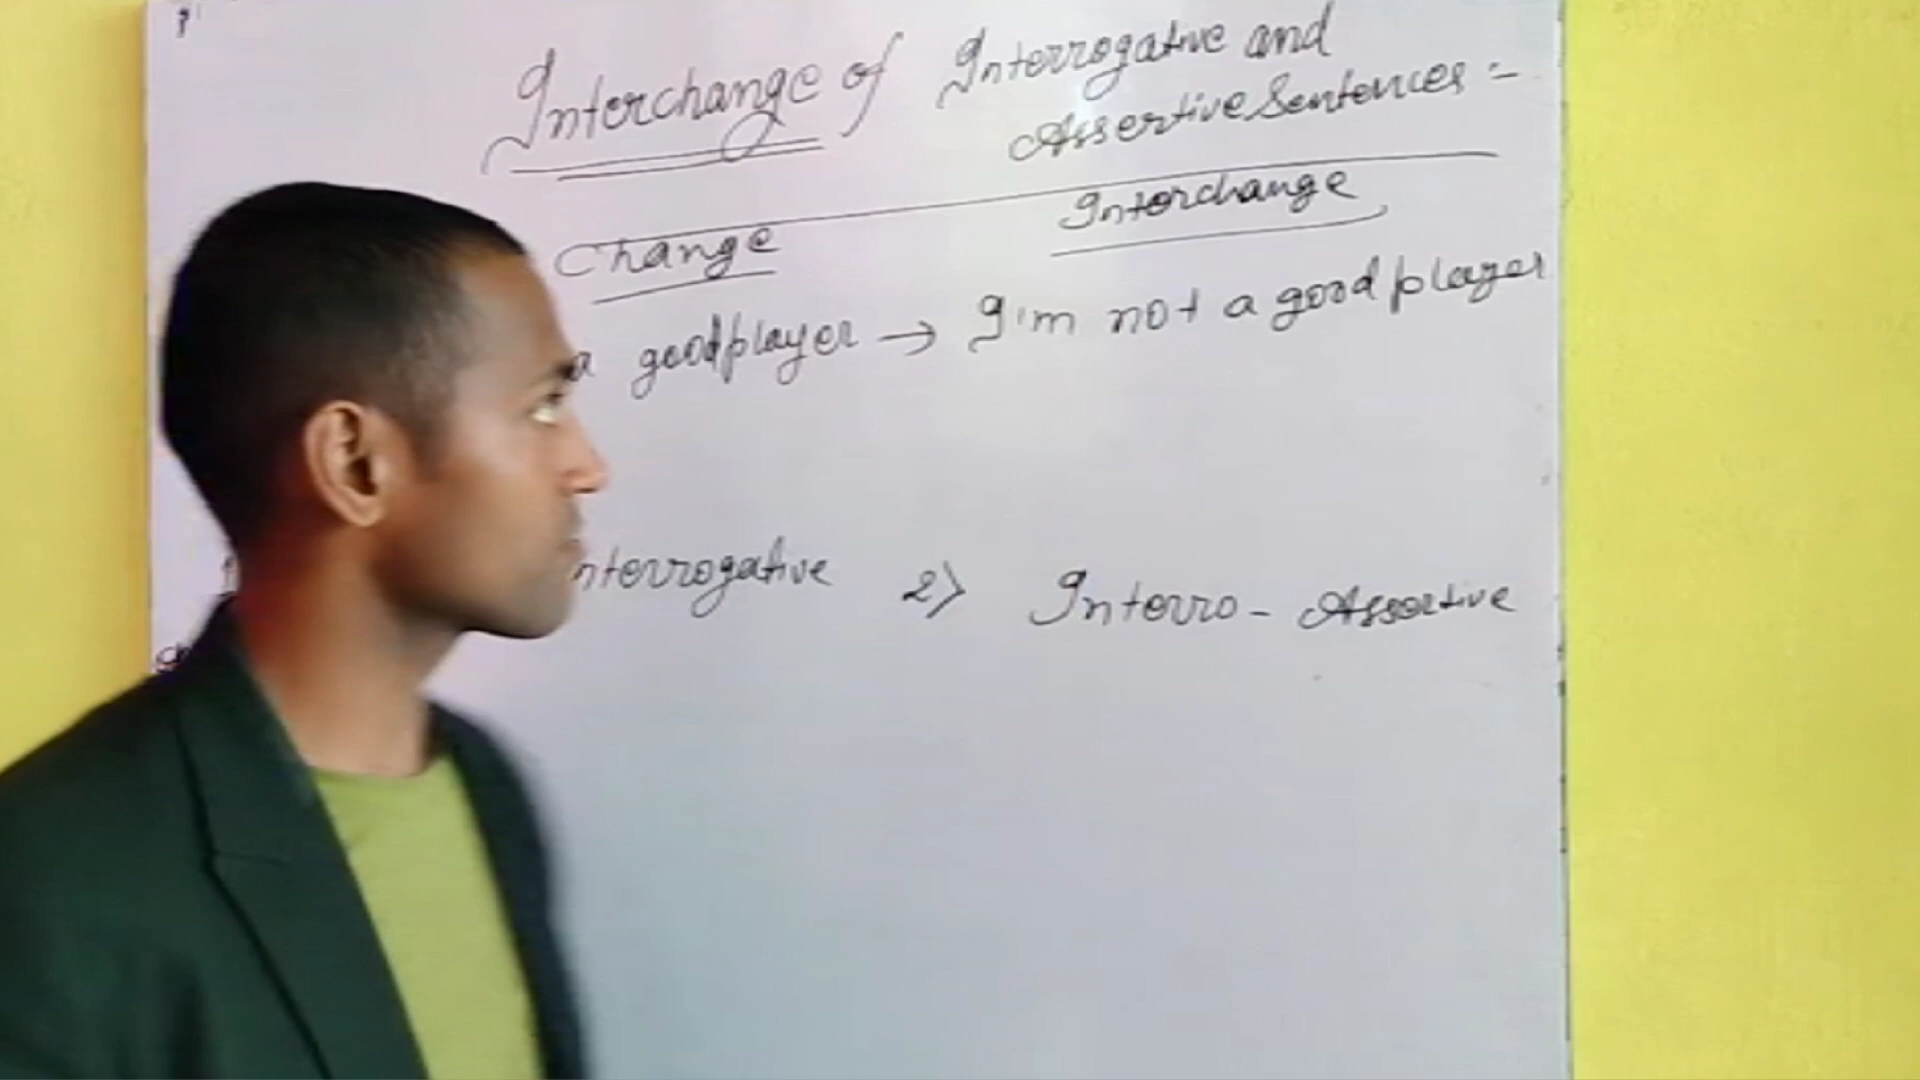 Interchange of Interrogative and
Assertive Sentences :-
Change Interchange
a good player → I'm not a good player
nterrogative 2) Interro - Assertive